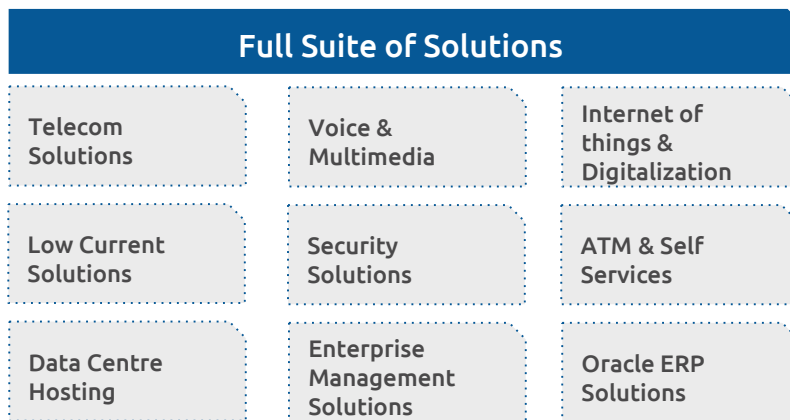 Full Suite of Solutions
Telecom
Solutions
Voice &
Multimedia
Internet of
things &
Digitalization
Low Current
Solutions
Security
Solutions
ATM & Self
Services
Data Centre
Hosting
Enterprise
Management
Solutions
Oracle ERP
Solutions